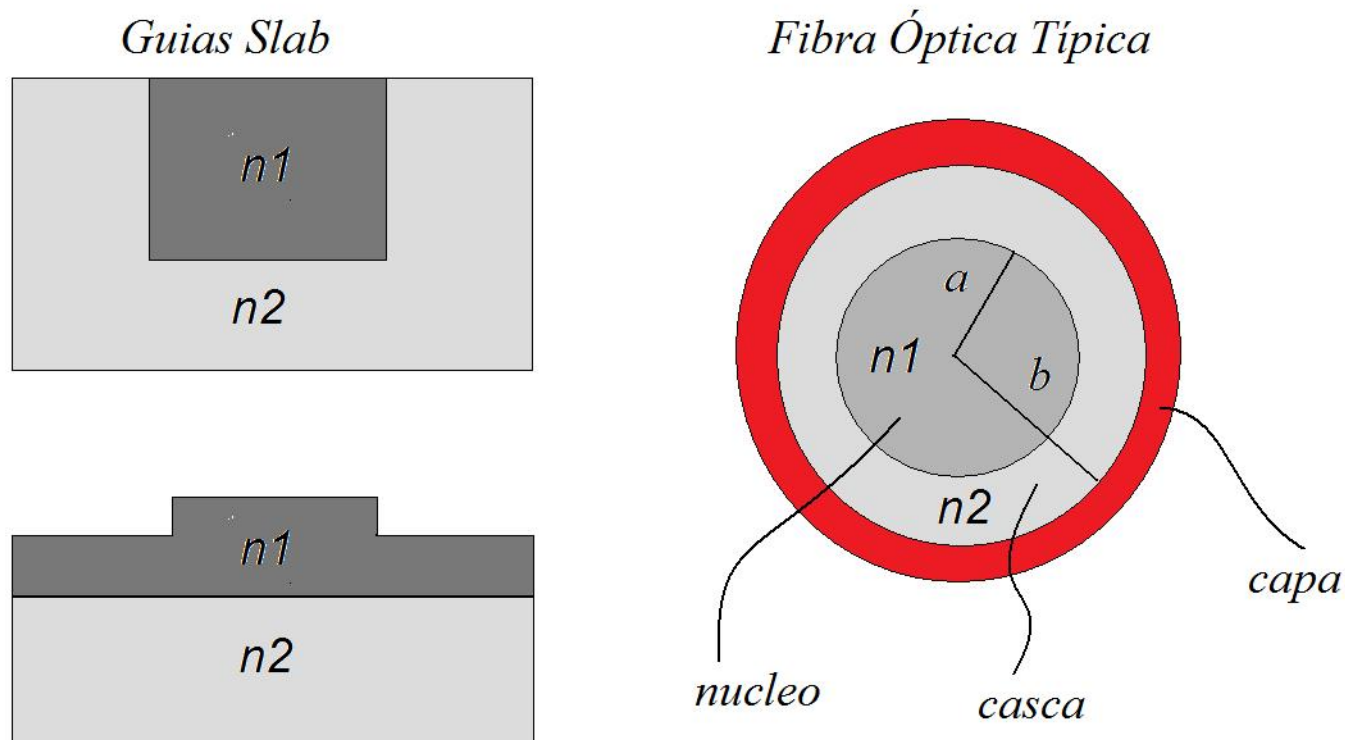 Guias Slab
n1
n2
n1
n2
Fibra Óptica Típica
a
n1
b
n2
capa
nucleo
casca